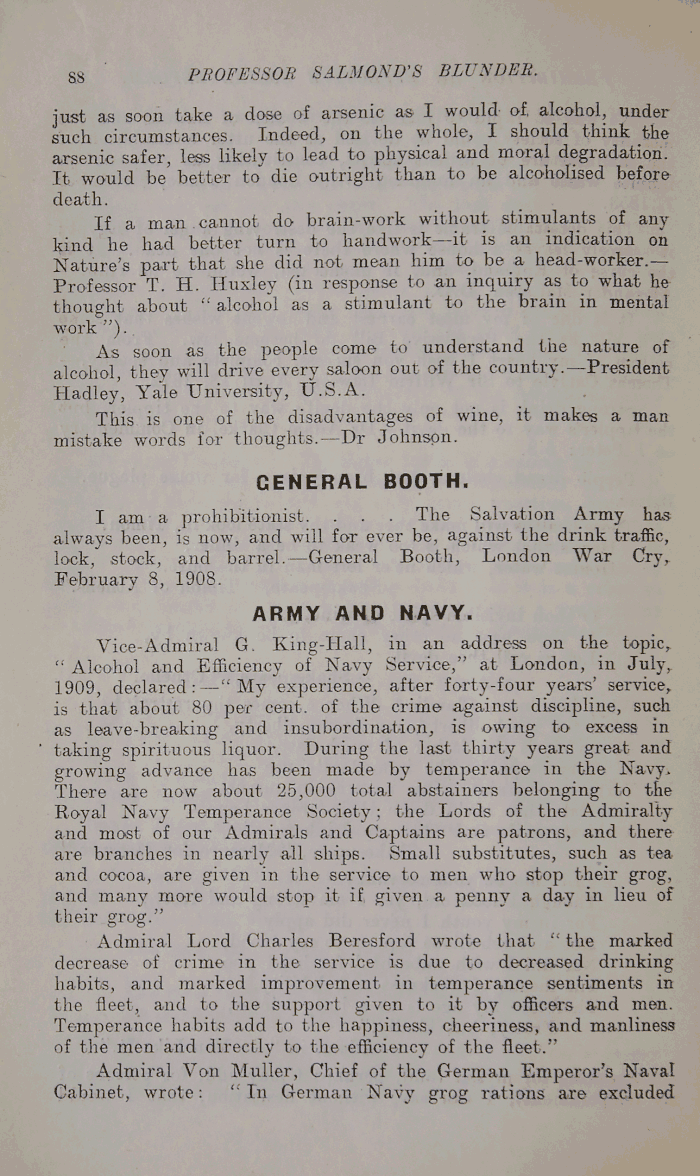 88 PROFESSOR SALMOND'S BLUNDER.
just as soon take a dose of arsenic as I would of alcohol, under
such circumstances. Indeed, on the whole, I should think the
arsenic safer, less likely to lead to physical and moral degradation.
It would be better to die outright than to be alcoholised before
death.
If a man cannot do brain-work without stimulants of any
kind he had better turn to handwork—it is an indication on
Nature's part that she did not mean him to be a head-worker.—
Professor T. H. Huxley (in response to an inquiry as to what he
thought about "alcohol as a stimulant to the brain in mental
work").
As soon as the people come to understand the nature of
alcohol, they will drive every saloon out of the country.—President
Hadley, Yale University, U.S.A.
This is one of the disadvantages of wine, it makes a man
mistake words for thoughts.—Dr Johnson.
GENERAL BOOTH.
I am a prohibitionist. . . . The Salvation Army has
always been, is now, and will for ever be, against the drink traffic,
lock, stock, and barrel.—General Booth, London War Cry,
February 8, 1908.
ARMY AND NAVY.
Vice-Admiral G. King-Hall, in an address on the topic,
"Alcohol and Efficiency of Navy Service," at London, in July,
1909, declared:—"My experience, after forty-four years' service,
is that about 80 per cent. of the crime against discipline, such
as leave-breaking and insubordination, is owing to excess in
taking spirituous liquor. During the last thirty years great and
growing advance has been made by temperance in the Navy.
There are now about 25,000 total abstainers belonging to the
Royal Navy Temperance Society; the Lords of the Admiralty
and most of our Admirals and Captains are patrons, and there
are branches in nearly all ships. Small substitutes, such as tea
and cocoa, are given in the service to men who stop their grog,
and many more would stop it if given a penny a day in lieu of
their grog."
Admiral Lord Charles Beresford wrote that "the marked
decrease of crime in the service is due to decreased drinking
habits, and marked improvement in temperance sentiments in
the fleet, and to the support given to it by officers and men.
Temperance habits add to the happiness, cheeriness, and manliness
of the men and directly to the efficiency of the fleet."
Admiral Von Muller, Chief of the German Emperor's Naval
Cabinet, wrote: "In German Navy grog rations are excluded